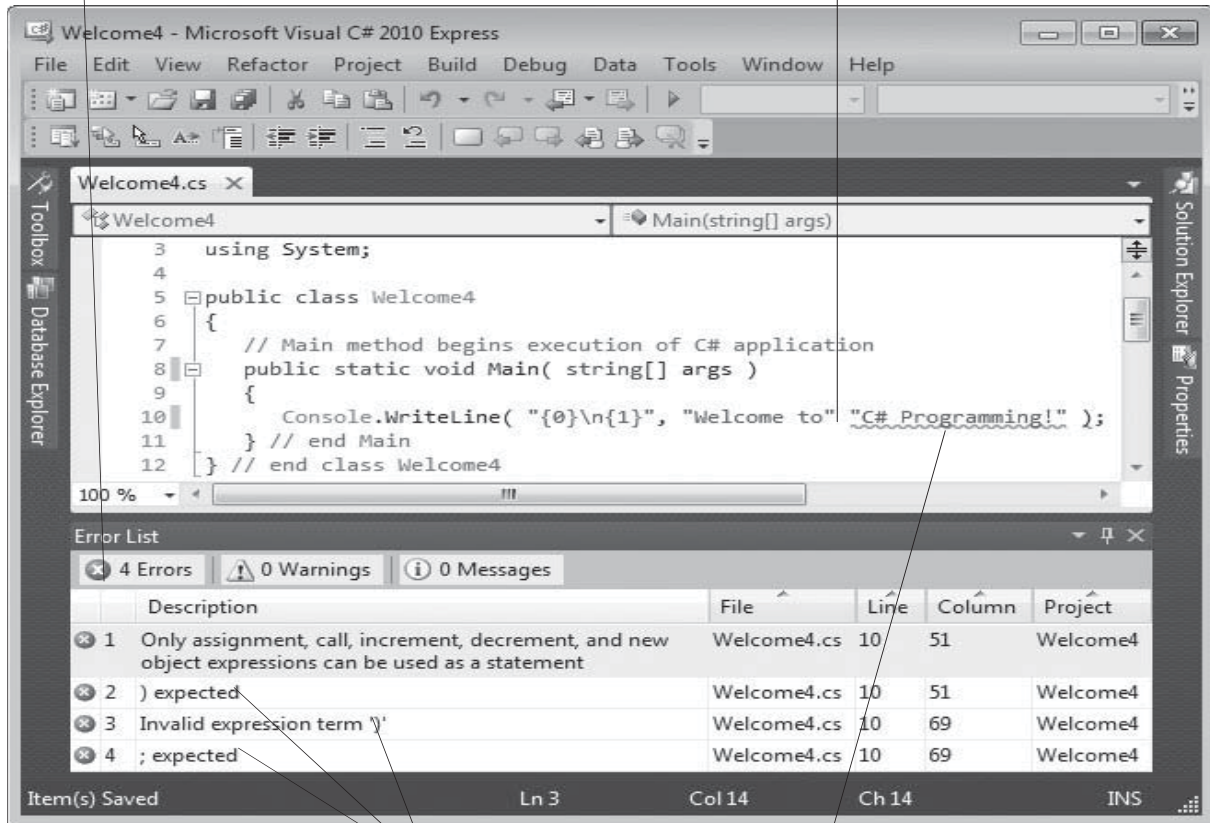 Welcome4 - Microsoft Visual C# 2010 Express
File Edit View Refactor Project Build Debug Data Tools Window Help
Welcome4.cs
Welcome4 Main(string[] args)
Toolbox
Database Explorer
3 using System;
4
5 public class Welcome4
6 {
7 // Main method begins execution of C# application
8 public static void Main( string[] args )
9 {
10 Console.WriteLine( "{0}\n{1}", "Welcome to" "C# Programming!" );
11 } // end Main
12 } // end class Welcome4
100 %
Solution Explorer
Properties
Error List
4 Errors 0 Warnings 0 Messages
Description File Line Column Project
1 Only assignment, call, increment, decrement, and new Welcome4.cs 10 51 Welcome4
object expressions can be used as a statement
2 ) expected Welcome4.cs 10 51 Welcome4
3 Invalid expression term ')' Welcome4.cs 10 69 Welcome4
4 ; expected Welcome4.cs 10 69 Welcome4
Item(s) Saved Ln 3 Col 14 Ch 14 INS